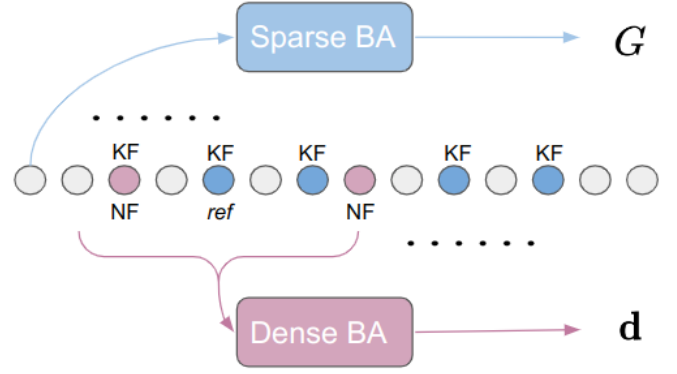 Sparse BA
G
. . . . . .
KF KF KF KF KF
NF ref NF
. . . . . .
Dense BA
d